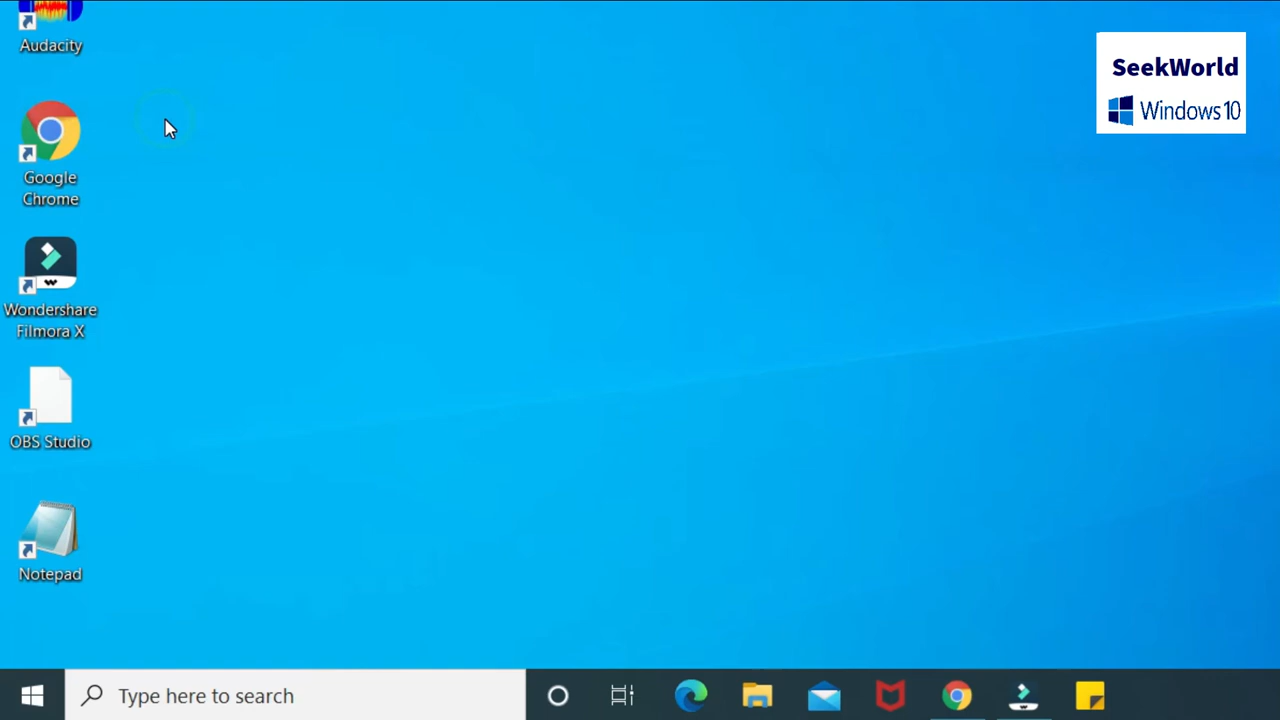 Audacity
SeekWorld
Windows 10
Google
Chrome
Wondershare
Filmora X
OBS Studio
Notepad
Type here to search